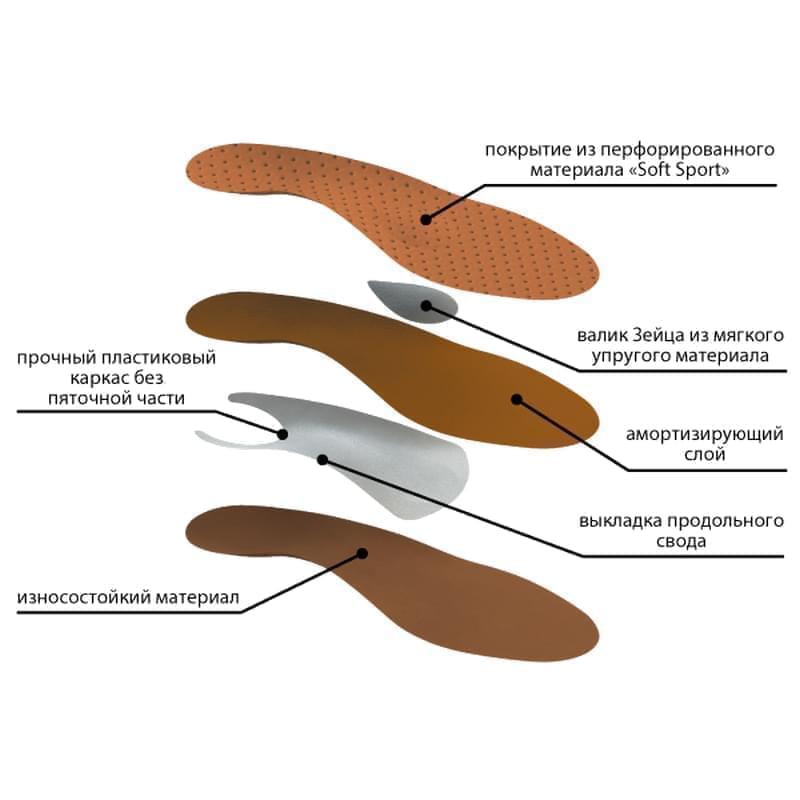 покрытие из перфорированного
материала «Soft Sport»
валик Зейца из мягкого
упругого материала
прочный пластиковый
каркас без
пяточной части
амортизирующий
слой
выкладка продольного
свода
износостойкий материал